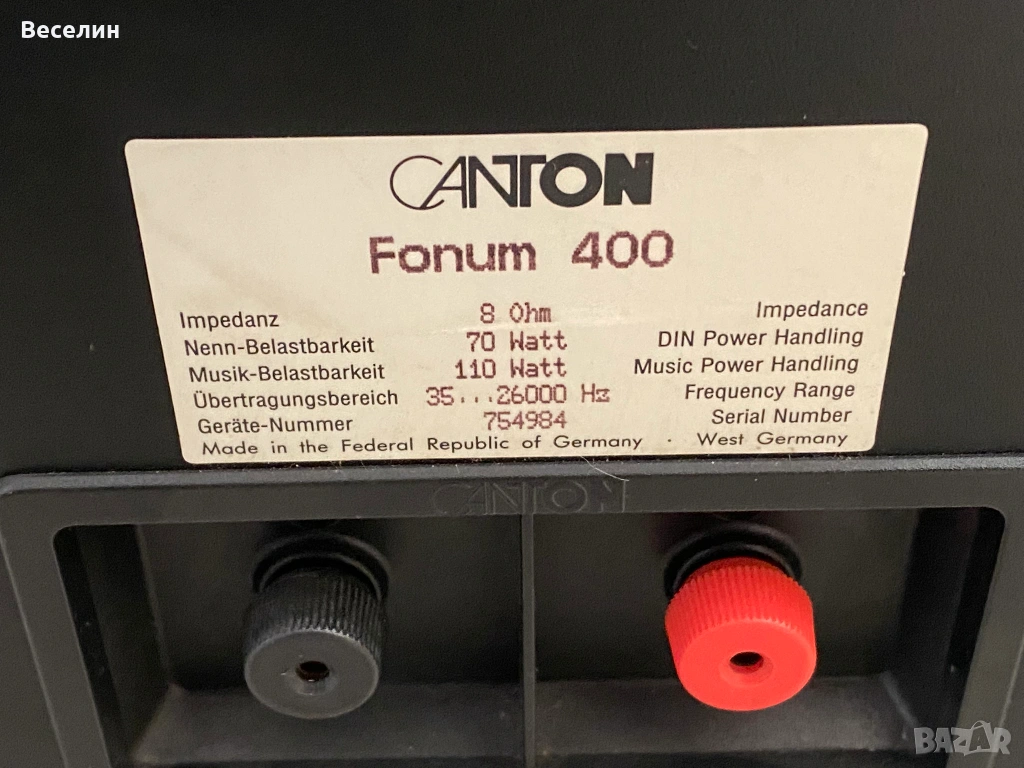 Веселин
CANTON
Fonum 400
Impedanz 8 Ohm Impedance
Nenn-Belastbarkeit 70 Watt DIN Power Handling
Musik-Belastbarkeit 110 Watt Music Power Handling
Übertragungsbereich 35...26000 Hz Frequency Range
Geräte-Nummer 754984 Serial Number
Made in the Federal Republic of Germany · West Germany
CANTON
BAZAR